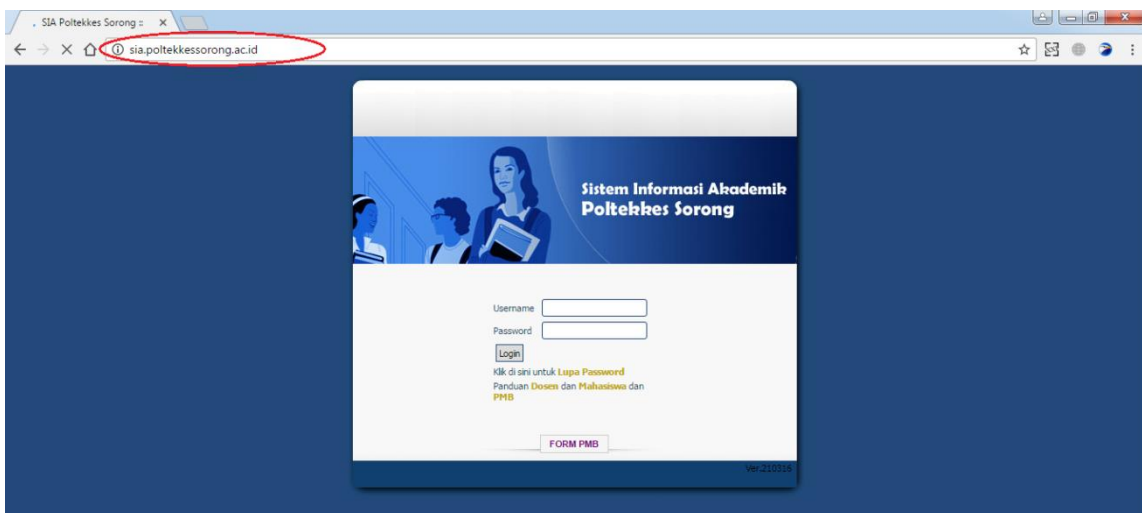 SIA Poltekkes Sorong ::
sia.poltekkessorong.ac.id
Sistem Informasi Akademik
Poltekkes Sorong
Username
Password
Login
Klik di sini untuk Lupa Password
Panduan Dosen dan Mahasiswa dan
PMB
FORM PMB
Ver.210316